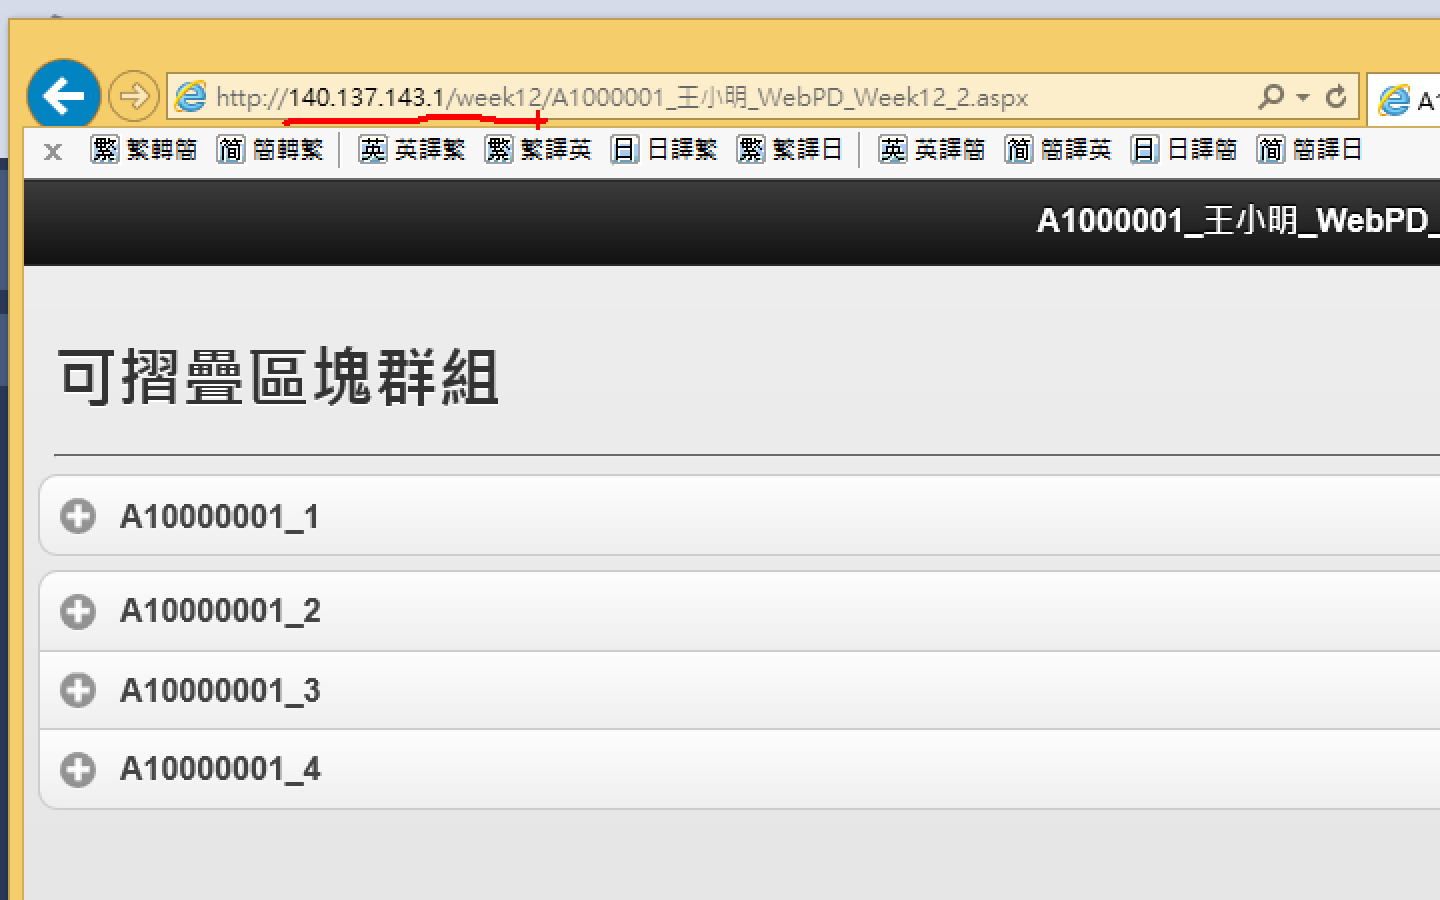 http://140.137.143.1/week12/A1000001_王小明_WebPD_Week12_2.aspx
A1
x 繁 繁轉簡 简 簡轉繁 英 英譯繁 繁 繁譯英 日 日譯繁 繁 繁譯日 英 英譯簡 简 簡譯英 日 日譯簡 简 簡譯日
A1000001_王小明_WebPD_
可摺疊區塊群組
A10000001_1
A10000001_2
A10000001_3
A10000001_4